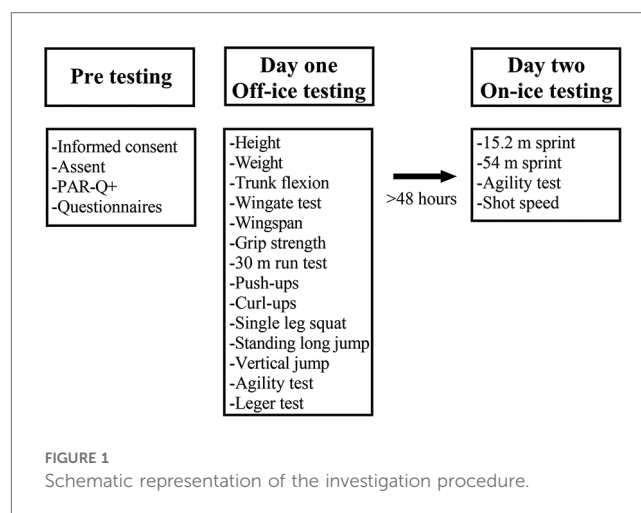 Pre testing
-Informed consent
-Assent
-PAR-Q+
-Questionnaires
Day one
Off-ice testing
-Height
-Weight
-Trunk flexion
-Wingate test
-Wingspan
-Grip strength
-30 m run test
-Push-ups
-Curl-ups
-Single leg squat
-Standing long jump
-Vertical jump
-Agility test
-Leger test
>48 hours
Day two
On-ice testing
-15.2 m sprint
-54 m sprint
-Agility test
-Shot speed
FIGURE 1
Schematic representation of the investigation procedure.